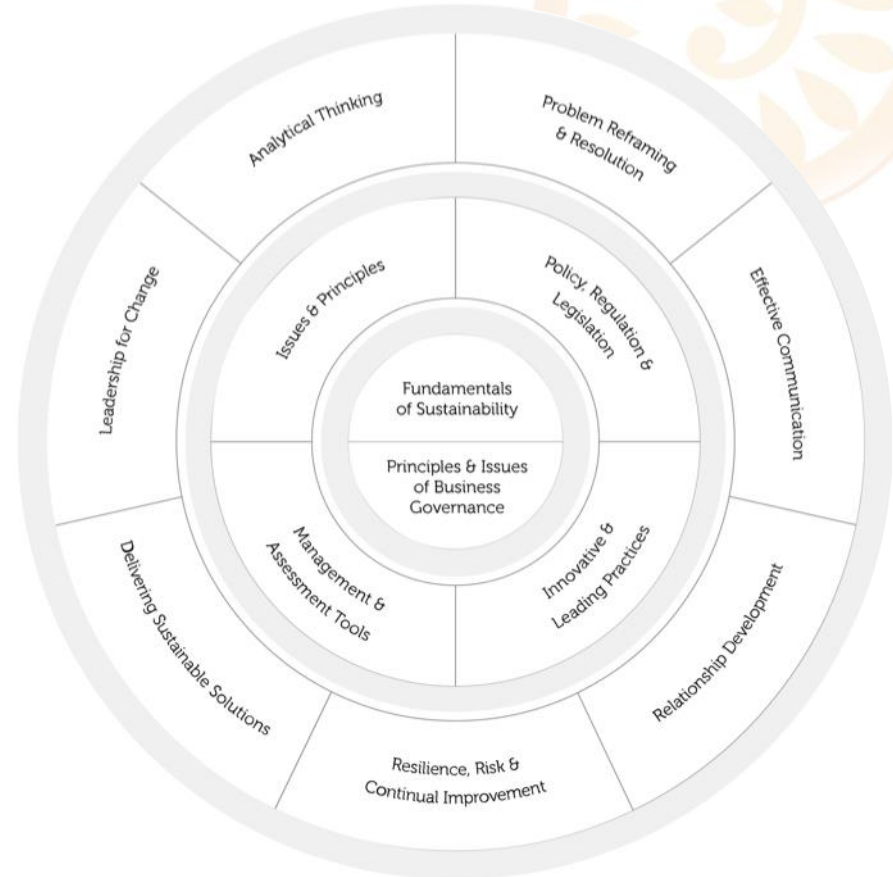 Analytical Thinking
Problem Reframing
& Resolution
Effective Communication
Relationship Development
Resilience, Risk &
Continual Improvement
Delivering Sustainable Solutions
Leadership for Change
Issues & Principles
Policy, Regulation &
Legislation
Innovative &
Leading Practices
Management &
Assessment Tools
Fundamentals
of Sustainability
Principles & Issues
of Business
Governance